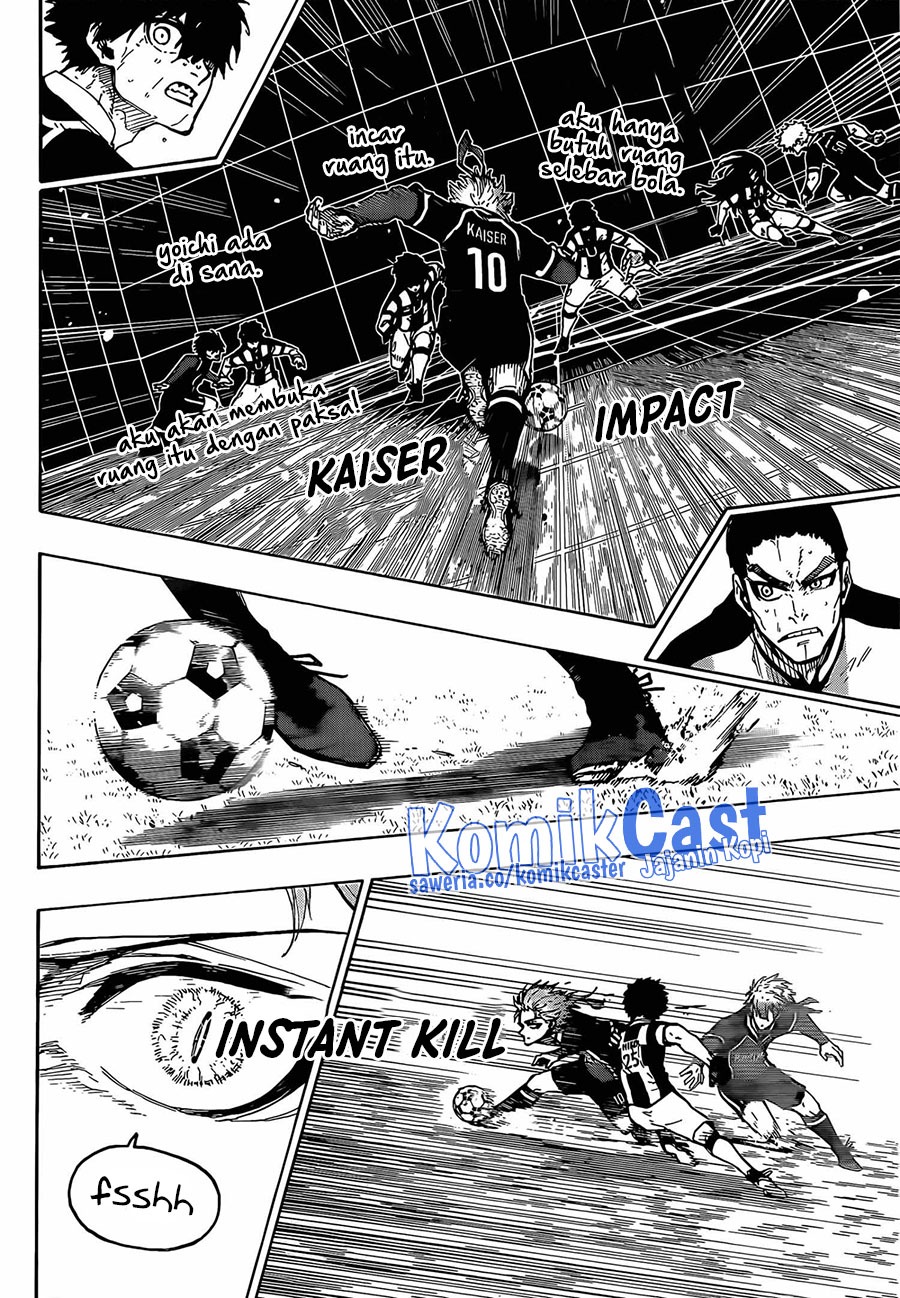 aku hanya
butuh ruang
selebar bola.
incar
ruang itu.
yoichi ada
di sana.
KAISER
10
aku akan membuka
ruang itu dengan paksa!
KAISER IMPACT
KomikCast
saweria.co/komikcaster
Jajanin Kopi
INSTANT KILL
25
fsshh